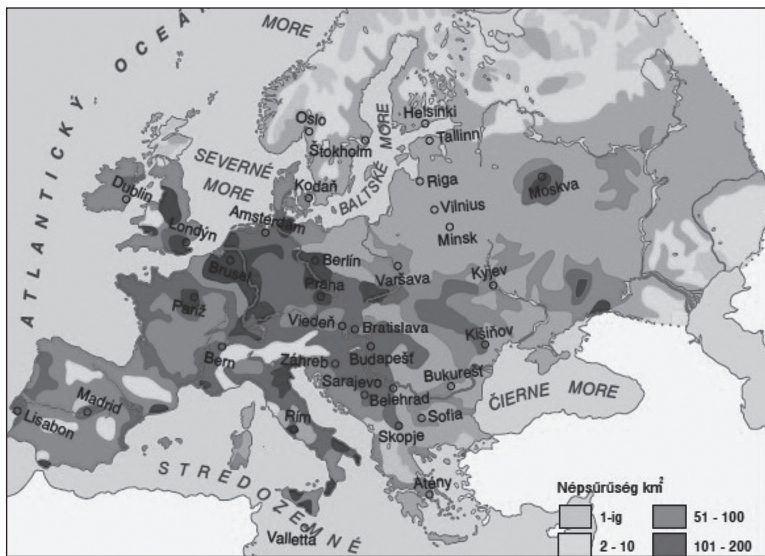 ATLANTICKÝ OCEÁN
MORE
SEVERNÉ
MORE
BALTSKÉ MORE
Oslo
Helsinki
Štokholm
Tallinn
Dublin
Kodaň
Riga
Moskva
Londýn
Amsterdam
Vilnius
Minsk
Brusel
Berlín
Varšava
Kyjev
Praha
Paríž
Viedeň
Bratislava
Kišiňov
Bern
Budapešť
Záhreb
Sarajevo
Bukurešť
Belehrad
ČIERNE MORE
Madrid
Lisabon
Rím
Sofia
Skopje
STREDOZEMNÉ
MORE
Atény
Valletta
Népsűrűség km²
1-ig
51 - 100
2 - 10
101 - 200